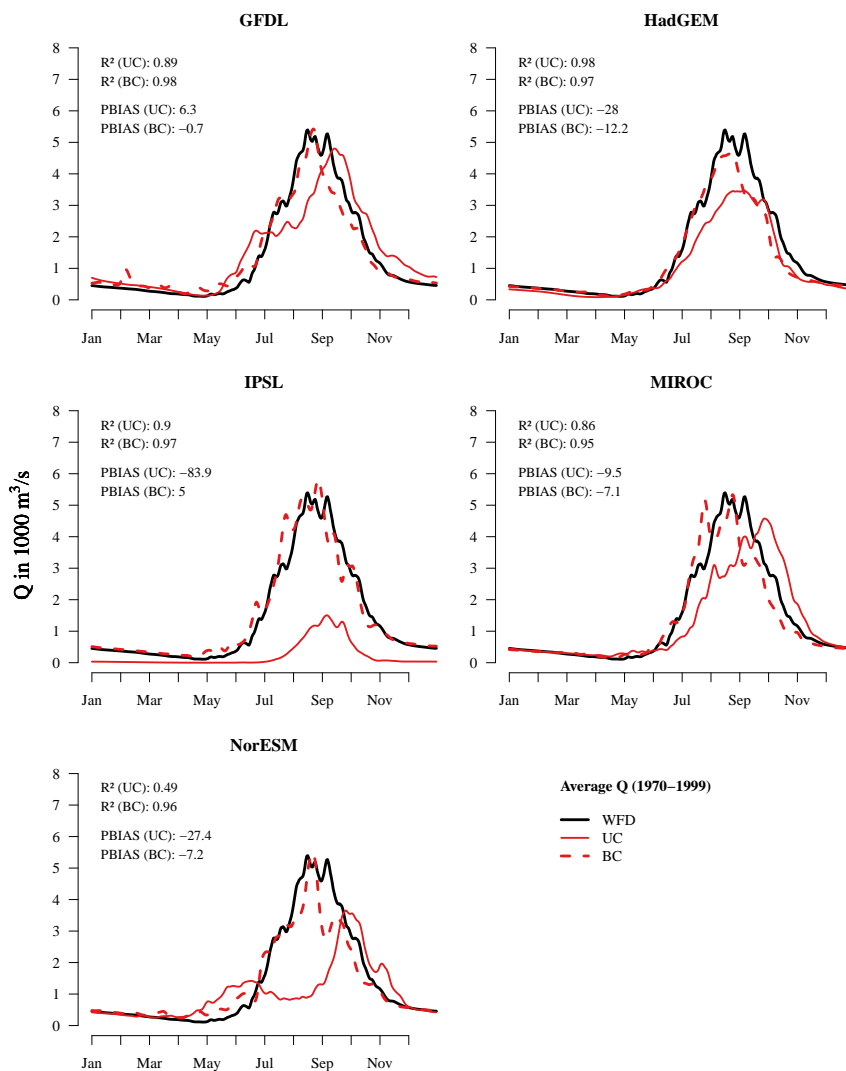 GFDL
R² (UC): 0.89
R² (BC): 0.98
PBIAS (UC): 6.3
PBIAS (BC): −0.7
8
7
6
5
4
3
2
1
0
Jan Mar May Jul Sep Nov
HadGEM
R² (UC): 0.98
R² (BC): 0.97
PBIAS (UC): −28
PBIAS (BC): −12.2
8
7
6
5
4
3
2
1
0
Jan Mar May Jul Sep Nov
Q in 1000 m³/s
IPSL
R² (UC): 0.9
R² (BC): 0.97
PBIAS (UC): −83.9
PBIAS (BC): 5
8
7
6
5
4
3
2
1
0
Jan Mar May Jul Sep Nov
MIROC
R² (UC): 0.86
R² (BC): 0.95
PBIAS (UC): −9.5
PBIAS (BC): −7.1
8
7
6
5
4
3
2
1
0
Jan Mar May Jul Sep Nov
NorESM
R² (UC): 0.49
R² (BC): 0.96
PBIAS (UC): −27.4
PBIAS (BC): −7.2
8
7
6
5
4
3
2
1
0
Jan Mar May Jul Sep Nov
Average Q (1970−1999)
WFD
UC
BC